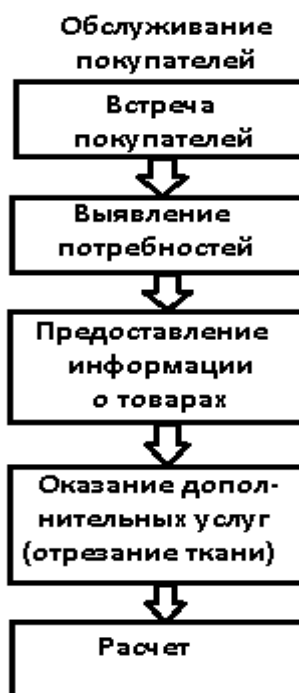 Обслуживание
покупателей
Встреча
покупателей
Выявление
потребностей
Предоставление
информации
о товарах
Оказание допол-
нительных услуг
(отрезание ткани)
Расчет